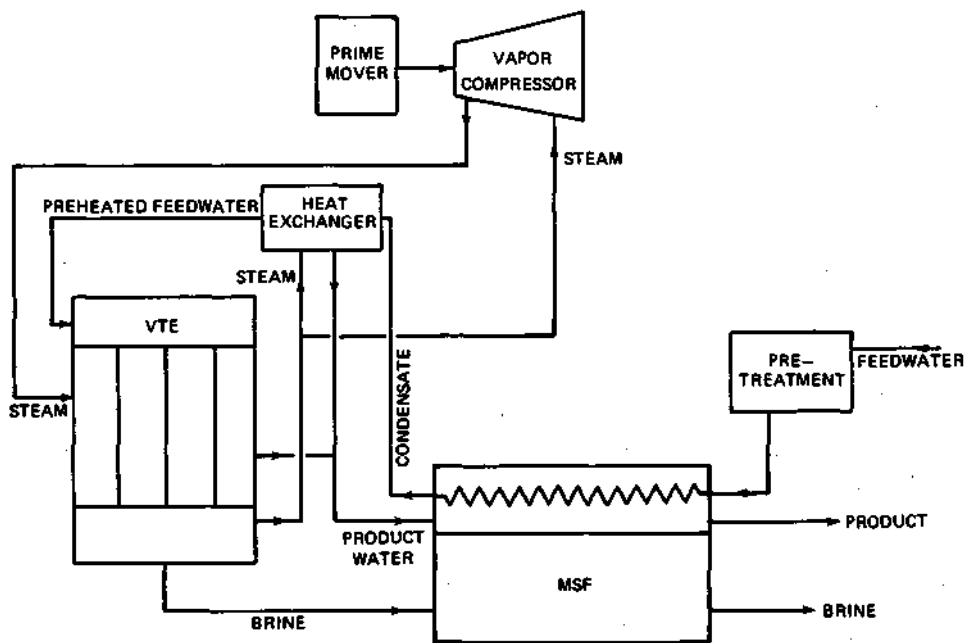 PRIME
MOVER
VAPOR
COMPRESSOR
STEAM
PREHEATED FEEDWATER
HEAT
EXCHANGER
STEAM
VTE
CONDENSATE
PRE-
TREATMENT
FEEDWATER
STEAM
PRODUCT
WATER
PRODUCT
MSF
BRINE
BRINE